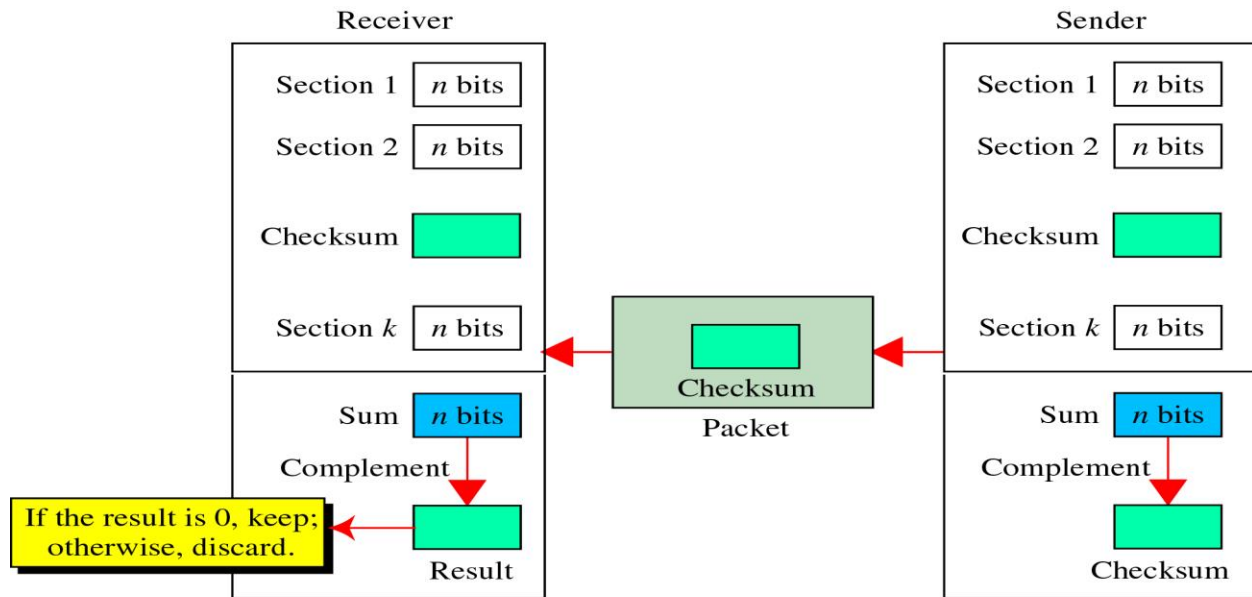 Receiver
Section 1 n bits
Section 2 n bits
Checksum
Section k n bits
Sum n bits
Complement
If the result is 0, keep;
otherwise, discard.
Result
Checksum
Packet
Sender
Section 1 n bits
Section 2 n bits
Checksum
Section k n bits
Sum n bits
Complement
Checksum